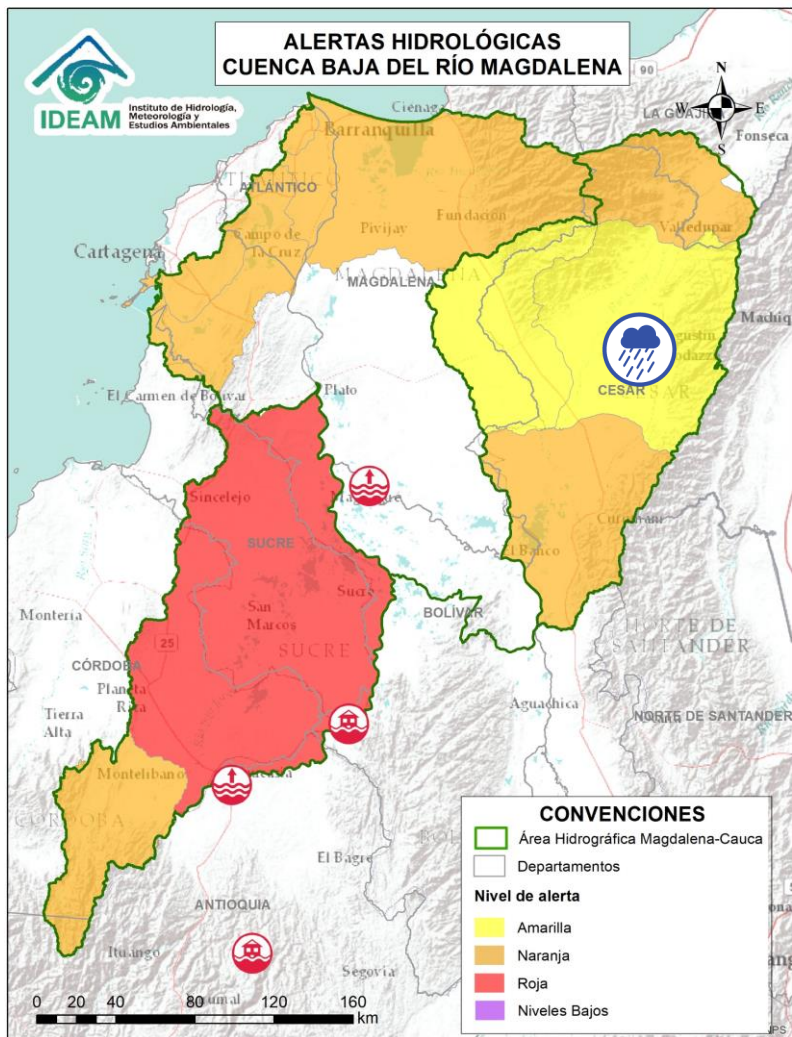 ALERTAS HIDROLÓGICAS
CUENCA BAJA DEL RÍO MAGDALENA
IDEAM
Instituto de Hidrología,
Meteorología y
Estudios Ambientales
N
W
E
S
90
Ciénaga
LA GUAJI
Fonseca
Barranquilla
ATLÁNTICO
Fundación
Pivijay
Valledupar
Campo de
la Cruz
Cartagena
MAGDALENA
MAGDALENA
Machiq
CESAR
El Carmen de Bolívar
Plato
Sincelejo
SUCRE
El Banco
Sucre
BOLÍVAR
Montería
San
Marcos
SUCRE
NORTE DE
SANTANDER
25
CÓRDOBA
Planeta
Rica
Aguachica
NORTE DE SANTANDER
Tierra
Alta
Montelíbano
CÓRDOBA
El Bagre
ANTIOQUIA
Ituango
Segovia
CONVENCIONES
Área Hidrográfica Magdalena-Cauca
Departamentos
Nivel de alerta
Amarilla
Naranja
Roja
Niveles Bajos
0 20 40 80 120 160
km